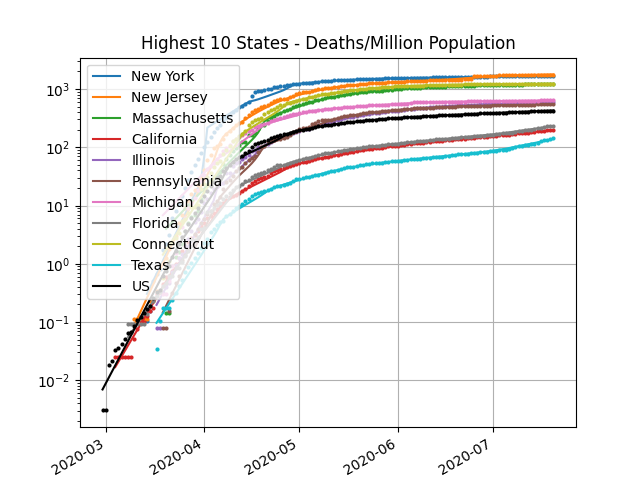 Highest 10 States - Deaths/Million Population
10³
10²
10¹
10⁰
10⁻¹
10⁻²
New York
New Jersey
Massachusetts
California
Illinois
Pennsylvania
Michigan
Florida
Connecticut
Texas
US
2020-03
2020-04
2020-05
2020-06
2020-07